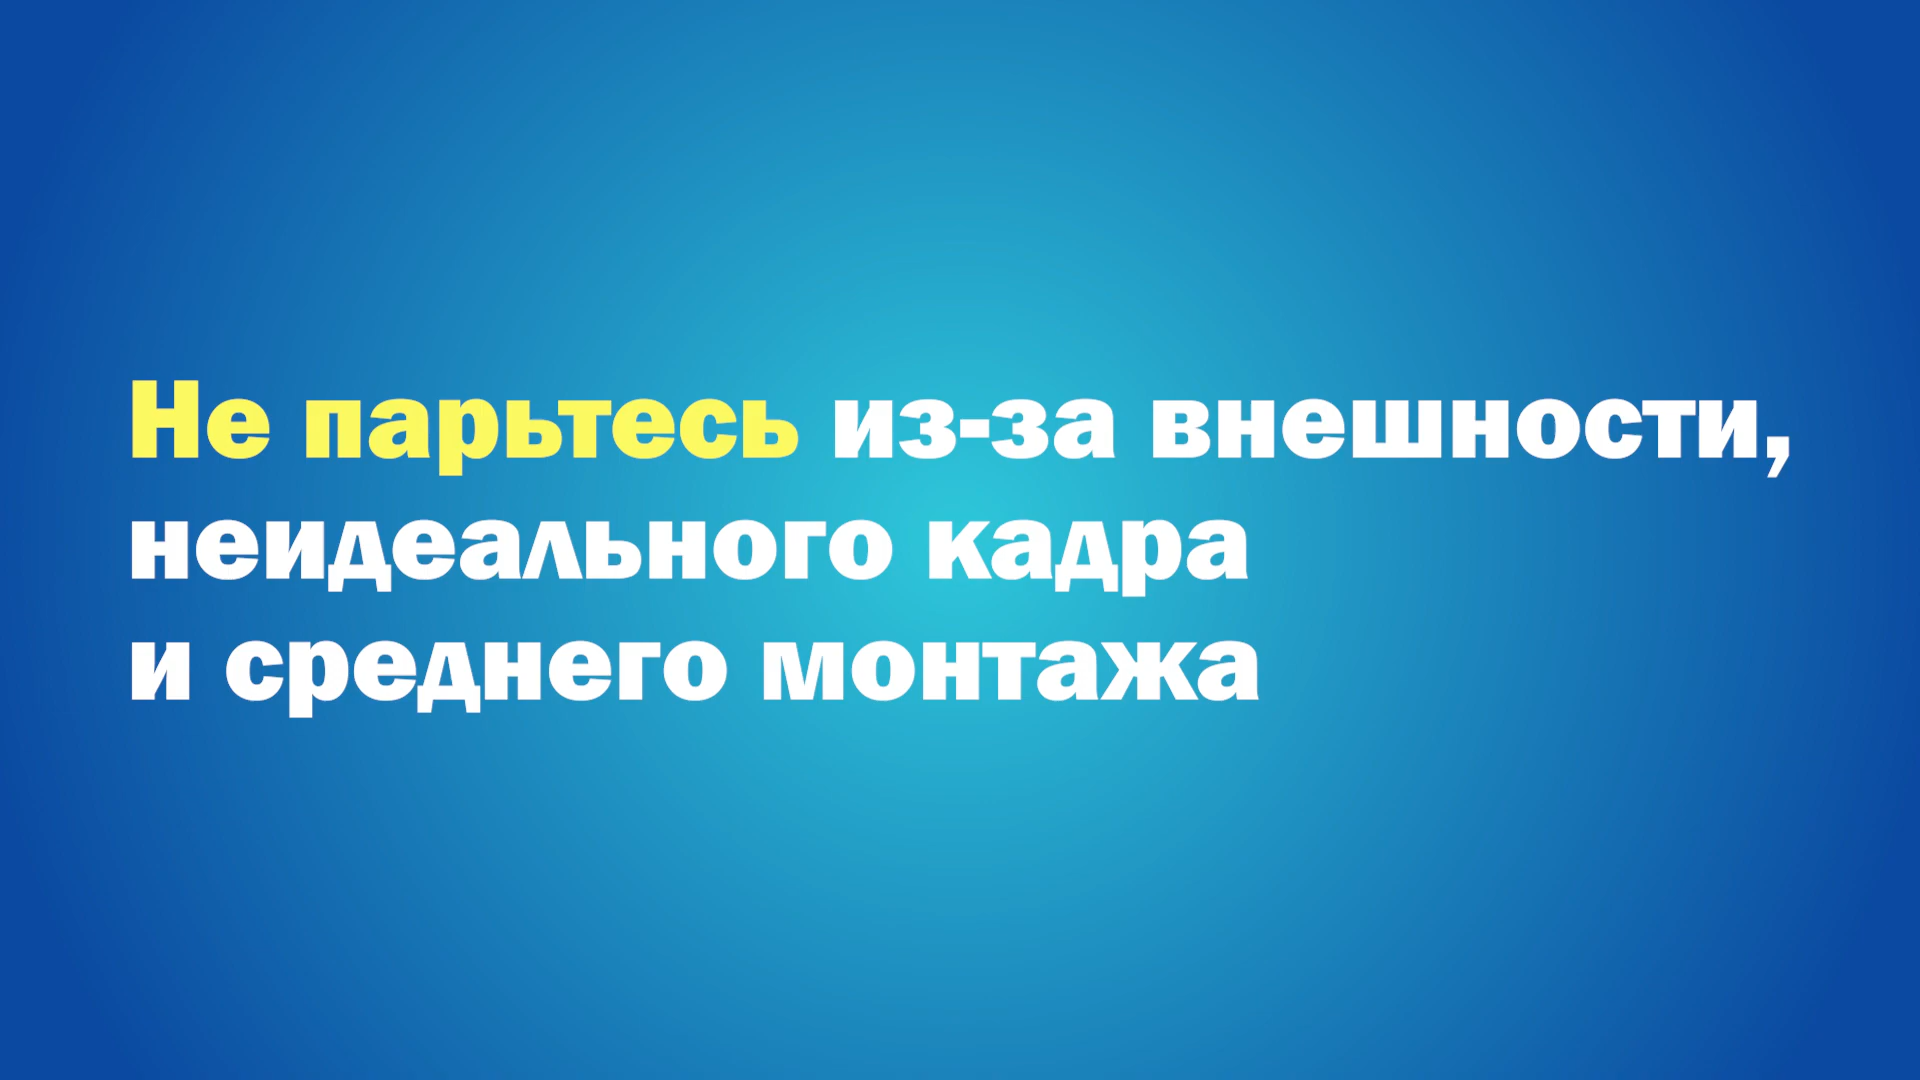 Не парьтесь из-за внешности,
неидеального кадра
и среднего монтажа